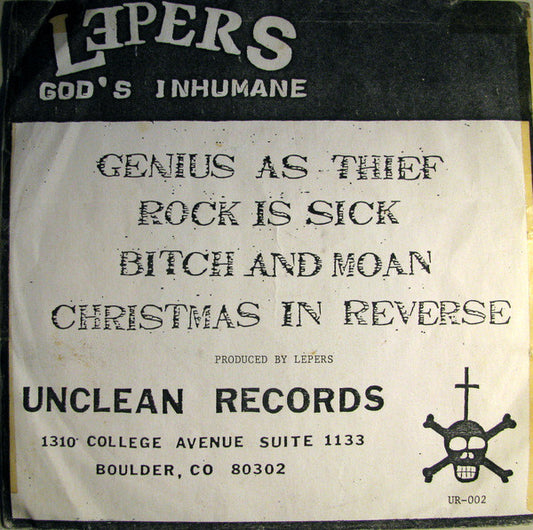 LEPERS
GOD'S INHUMANE
GENIUS AS THIEF
ROCK IS SICK
BITCH AND MOAN
CHRISTMAS IN REVERSE
PRODUCED BY LEPERS
UNCLEAN RECORDS
1310 COLLEGE AVENUE SUITE 1133
BOULDER, CO 80302
UR-002